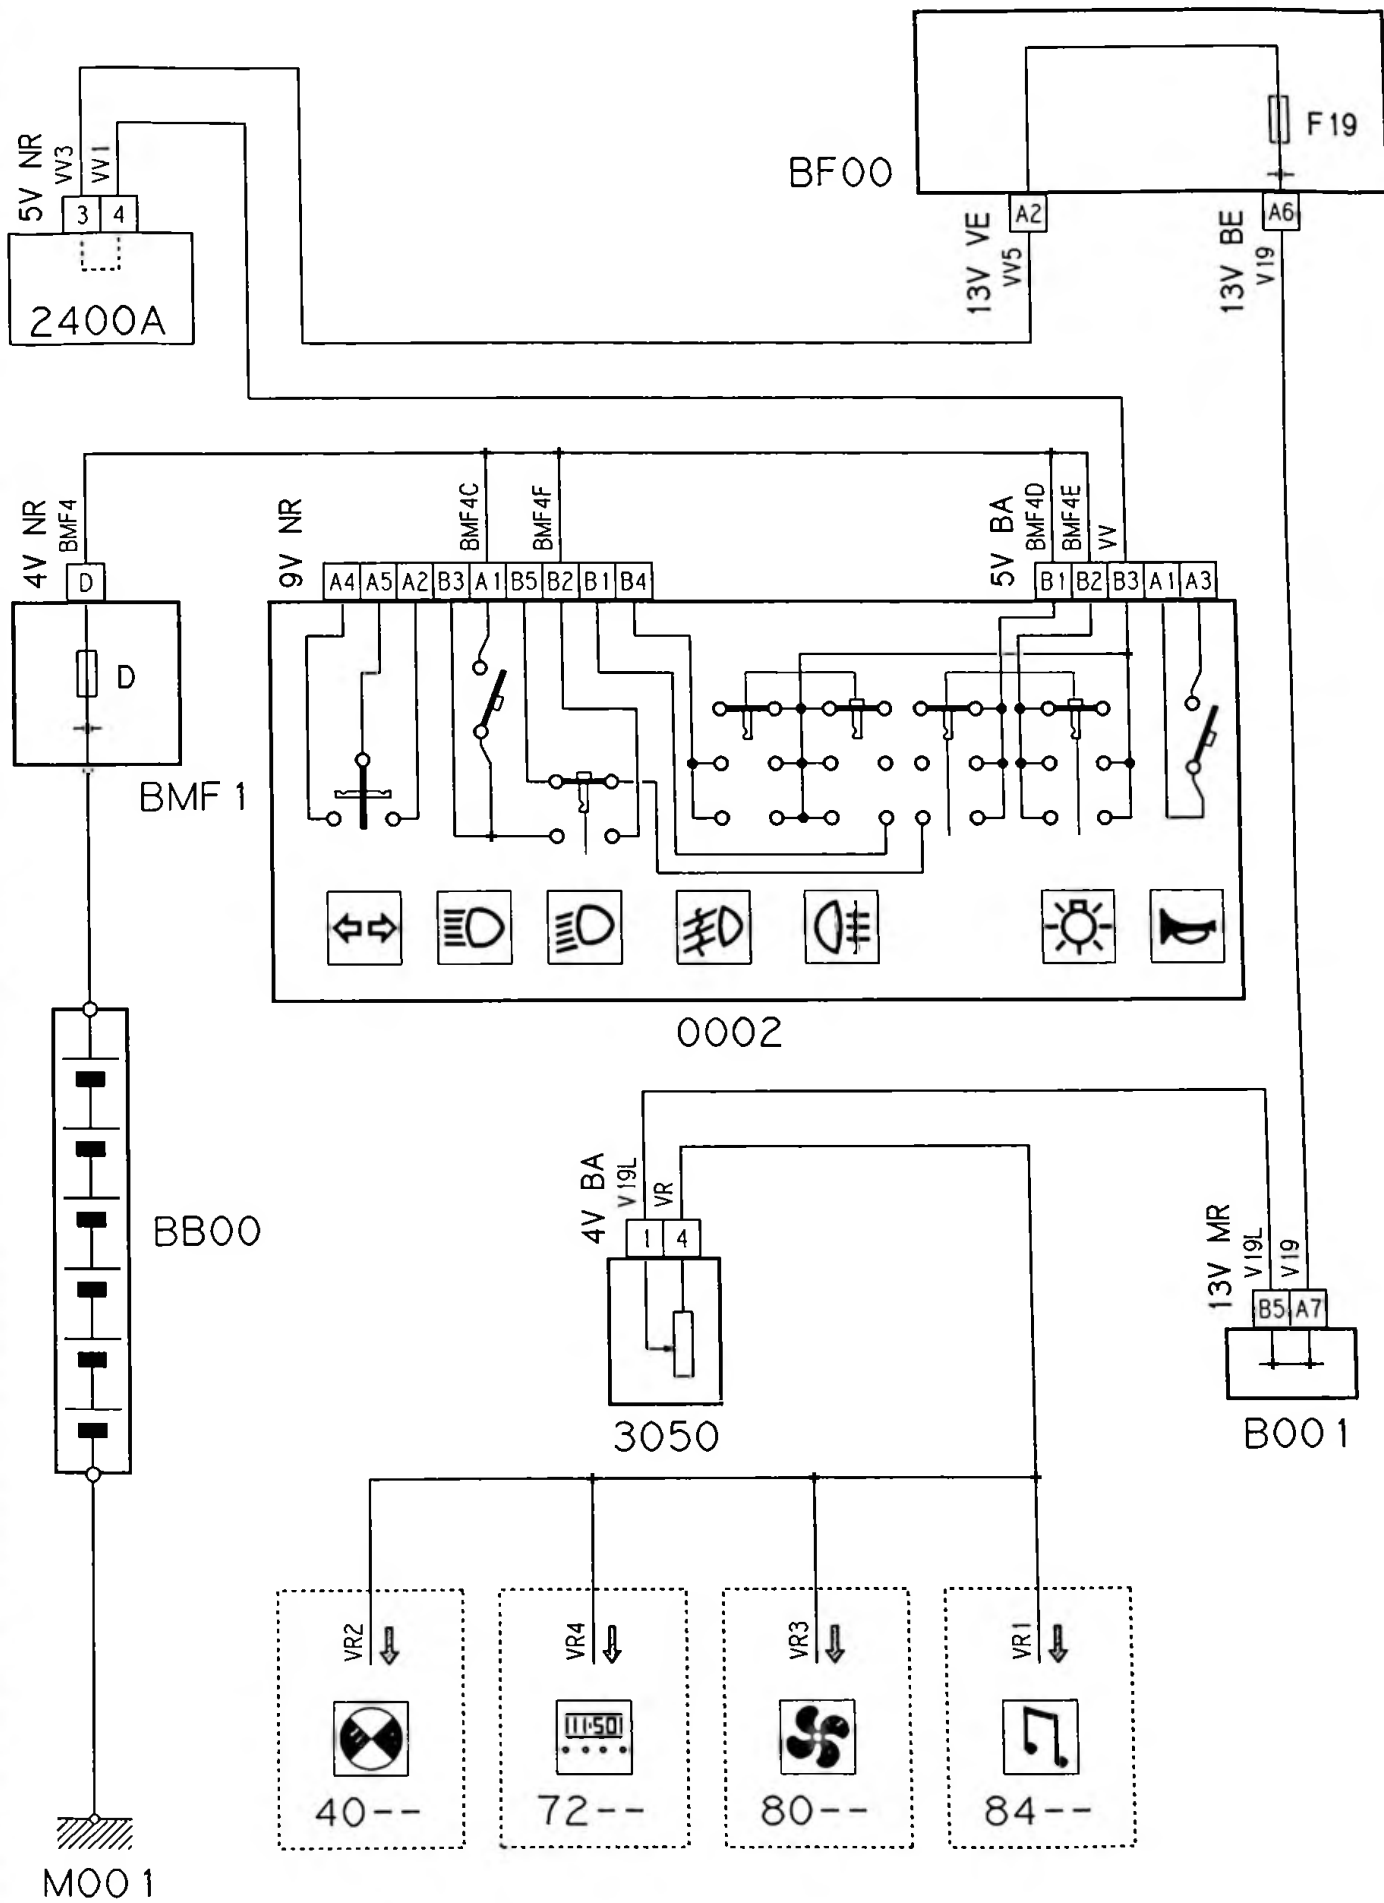 BF00
F19
A2
A6
13V VE
VV5
13V BE
V19
5V NR
VV3
VV1
3 4
2400A
4V NR
BMF4
D
D
BMF1
9V NR
BMF4C
BMF4F
5V BA
BMF4D
BMF4E
VV
A4 A5 A2 B3 A1 B5 B2 B1 B4
B1 B2 B3 A1 A3
0002
BB00
4V BA
V19L
VR
1 4
3050
13V MR
V19L
V19
B5 A7
B001
VR2
VR4
VR3
VR1
11:50
40--
72--
80--
84--
M001